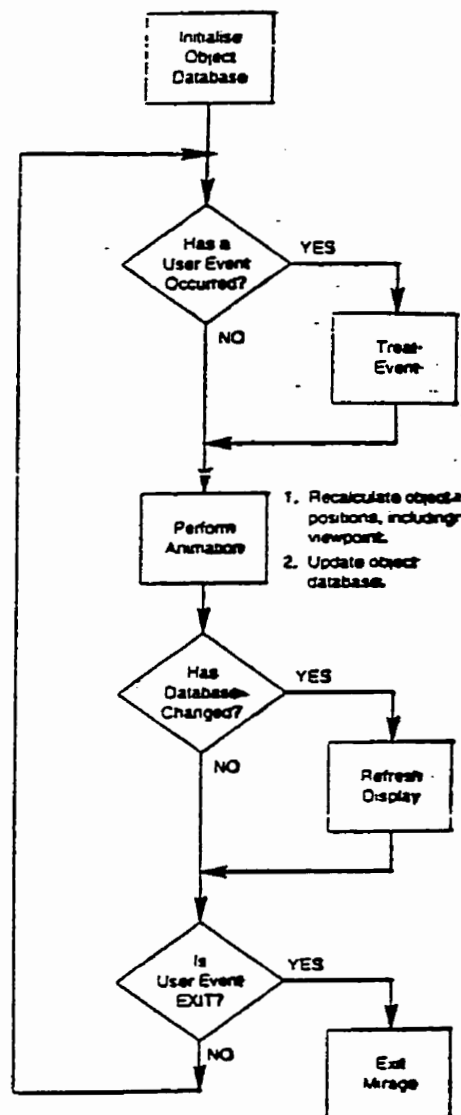 Initialise
Object
Database
Has a
User Event
Occurred?
YES
NO
Treat
Event
Perform
Animation
1. Recalculate object
positions, including
viewpoint.
2. Update object
database.
Has
Database
Changed?
YES
NO
Refresh
Display
Is
User Event
EXIT?
YES
NO
Exit
Mirage